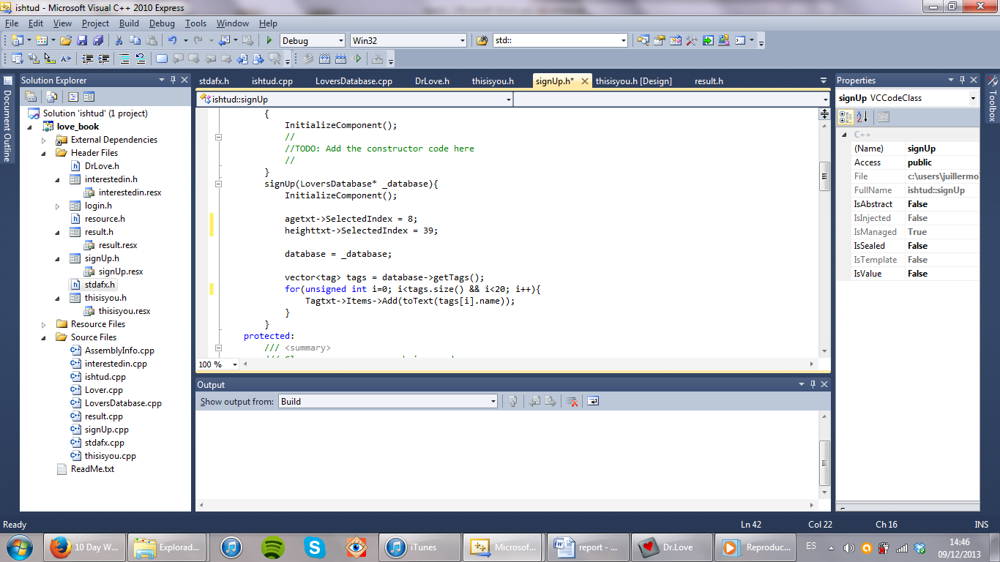 ishtud - Microsoft Visual C++ 2010 Express
File Edit View Project Build Debug Tools Window Help
Debug Win32 std::
Solution Explorer
Solution 'ishtud' (1 project)
love_book
External Dependencies
Header Files
DrLove.h
interestedin.h
interestedin.resx
login.h
resource.h
result.h
result.resx
signUp.h
signUp.resx
stdafx.h
thisisyou.h
thisisyou.resx
Resource Files
Source Files
AssemblyInfo.cpp
interestedin.cpp
ishtud.cpp
Lover.cpp
LoversDatabase.cpp
result.cpp
signUp.cpp
stdafx.cpp
thisisyou.cpp
ReadMe.txt
Document Outline
stdafx.h ishtud.cpp LoversDatabase.cpp DrLove.h thisisyou.h signUp.h* thisisyou.h [Design] result.h
ishtud::signUp
{
InitializeComponent();
//
//TODO: Add the constructor code here
//
}
signUp(LoversDatabase* _database){
InitializeComponent();
agetxt->SelectedIndex = 8;
heighttxt->SelectedIndex = 39;
database = _database;
vector<tag> tags = database->getTags();
for(unsigned int i=0; i<tags.size() && i<20; i++){
Tagtxt->Items->Add(toText(tags[i].name));
}
}
protected:
/// <summary>
100 %
Output
Show output from: Build
Properties
signUp VCCodeClass
C++
(Name) signUp
Access public
File c:\users\juillermo
FullName ishtud::signUp
IsAbstract False
IsInjected False
IsManaged True
IsSealed False
IsTemplate False
IsValue False
Toolbox
Ready Ln 42 Col 22 Ch 16 INS
10 Day W... Explorad... iTunes Microsof... report - ... Dr.Love Reproduc... ES 14:46
09/12/2013